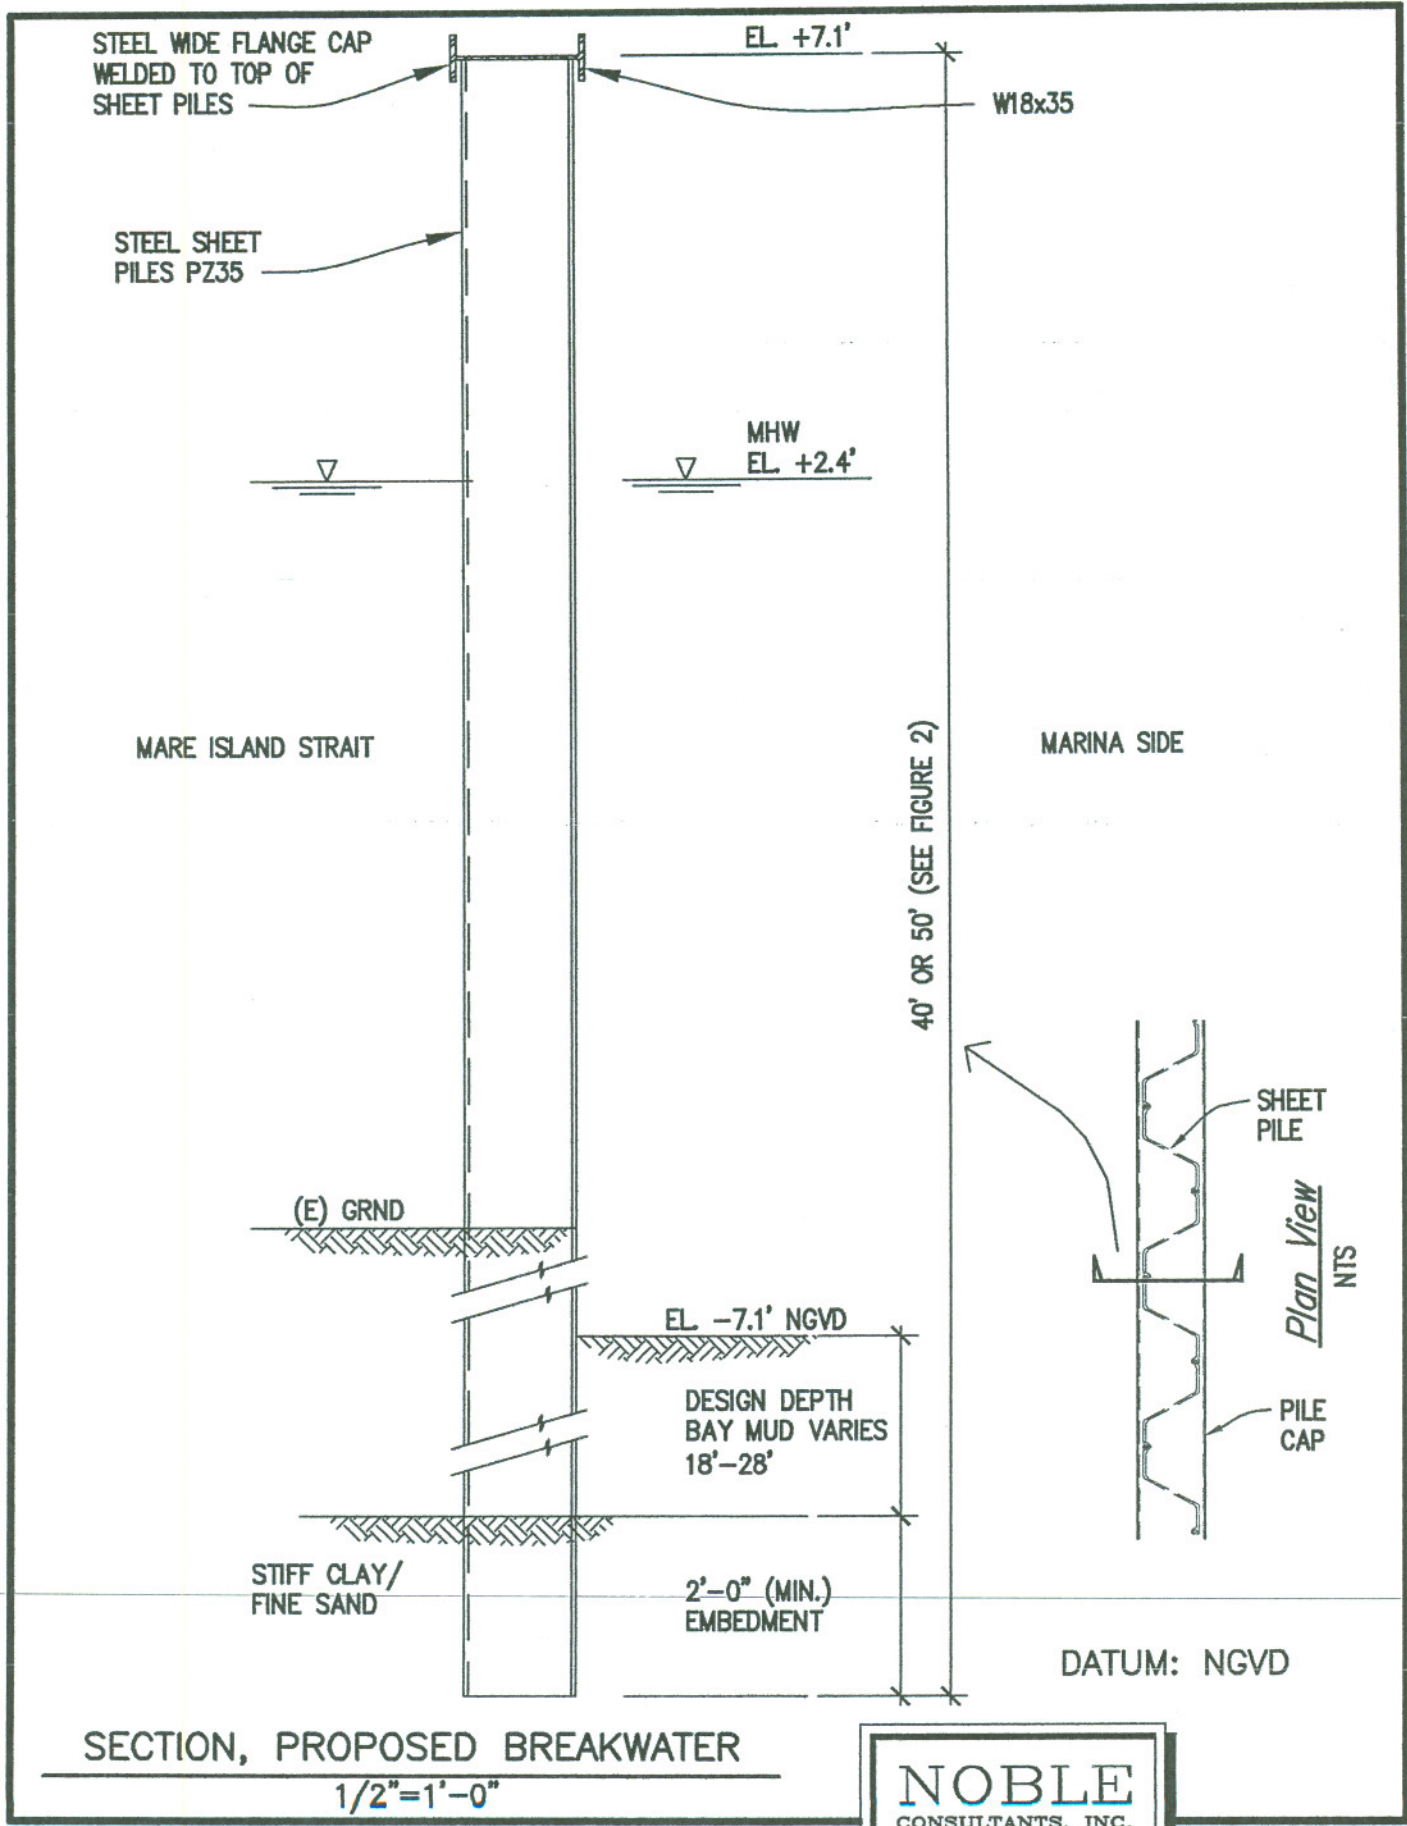 STEEL WIDE FLANGE CAP
WELDED TO TOP OF
SHEET PILES
EL. +7.1'
W18x35
STEEL SHEET
PILES PZ35
MHW
EL. +2.4'
MARE ISLAND STRAIT
MARINA SIDE
40' OR 50' (SEE FIGURE 2)
(E) GRND
EL. -7.1' NGVD
DESIGN DEPTH
BAY MUD VARIES
18'-28'
STIFF CLAY/
FINE SAND
2'-0" (MIN.)
EMBEDMENT
SHEET
PILE
Plan View
NTS
PILE
CAP
DATUM: NGVD
SECTION, PROPOSED BREAKWATER
1/2"=1'-0"
NOBLE
CONSULTANTS, INC.